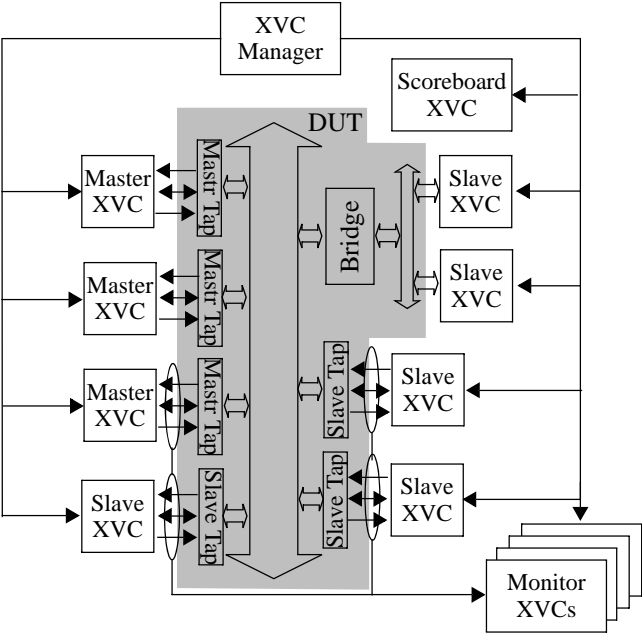 XVC
Manager
Scoreboard
XVC
DUT
Master
XVC
Mastr Tap
Slave
XVC
Bridge
Master
XVC
Mastr Tap
Slave
XVC
Master
XVC
Mastr Tap
Slave Tap
Slave
XVC
Slave
XVC
Slave Tap
Slave Tap
Slave
XVC
Monitor
XVCs